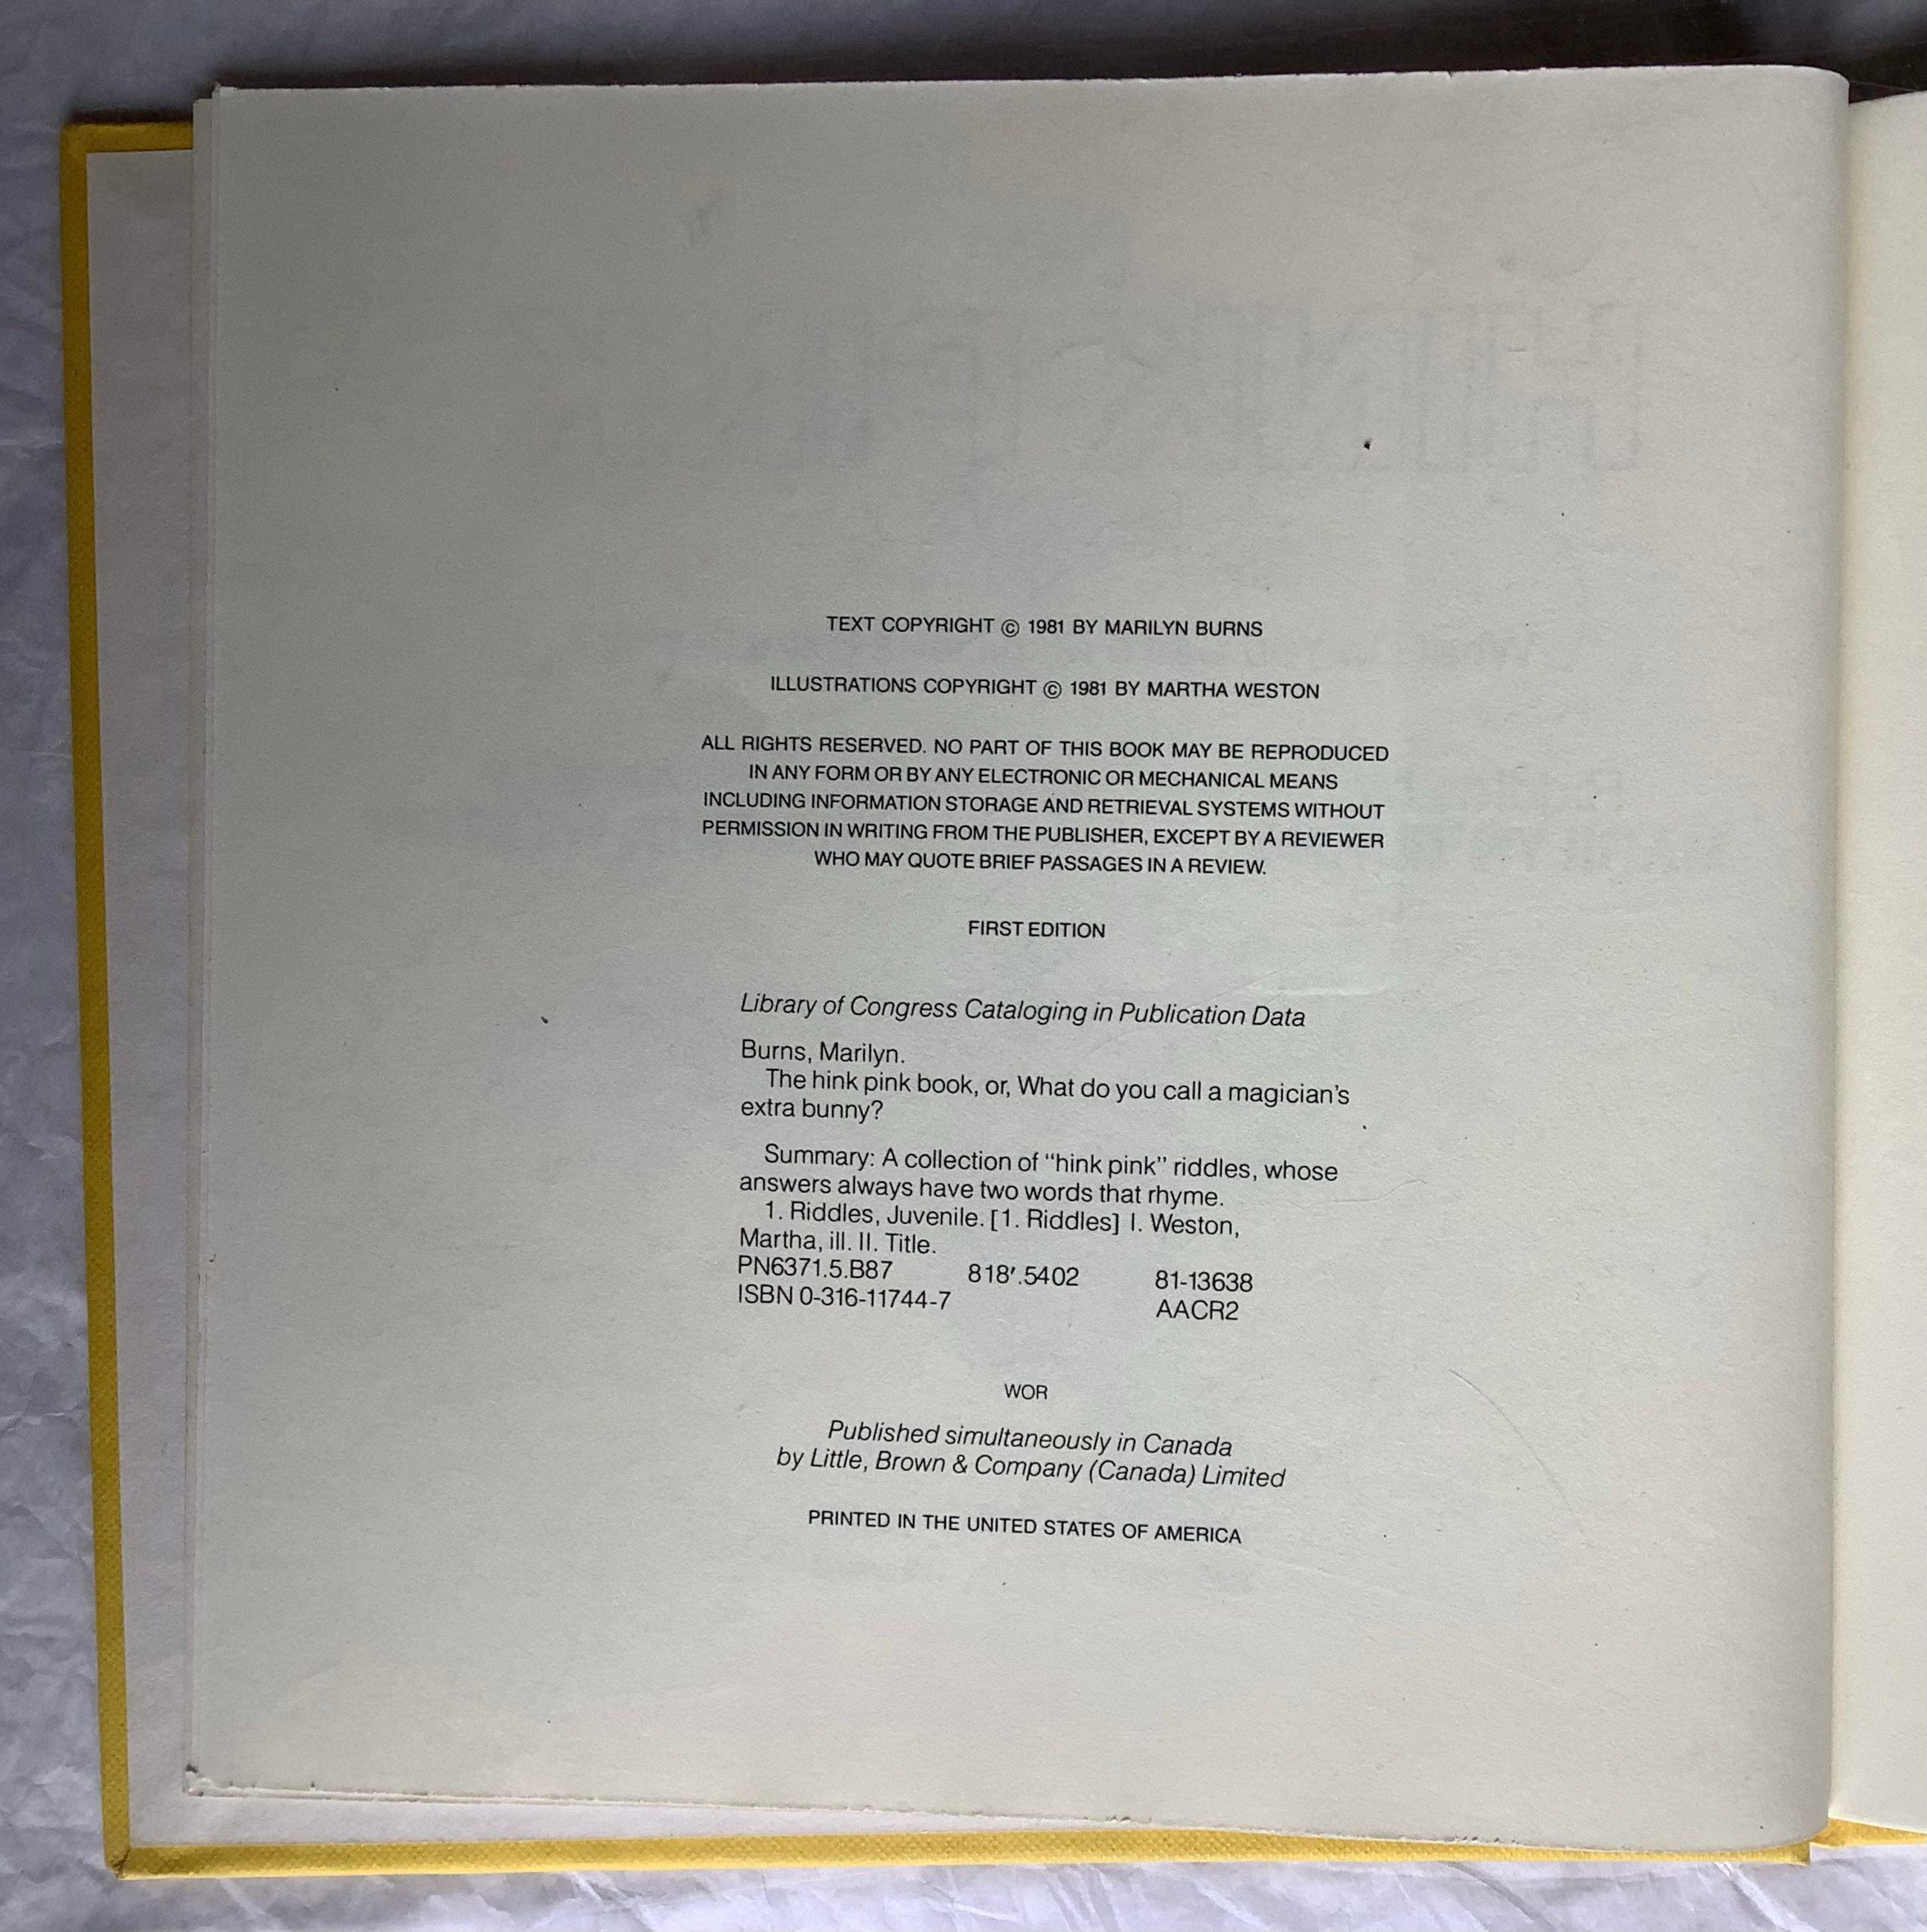 TEXT COPYRIGHT © 1981 BY MARILYN BURNS
ILLUSTRATIONS COPYRIGHT © 1981 BY MARTHA WESTON
ALL RIGHTS RESERVED. NO PART OF THIS BOOK MAY BE REPRODUCED
IN ANY FORM OR BY ANY ELECTRONIC OR MECHANICAL MEANS
INCLUDING INFORMATION STORAGE AND RETRIEVAL SYSTEMS WITHOUT
PERMISSION IN WRITING FROM THE PUBLISHER, EXCEPT BY A REVIEWER
WHO MAY QUOTE BRIEF PASSAGES IN A REVIEW.
FIRST EDITION
Library of Congress Cataloging in Publication Data
Burns, Marilyn.
The hink pink book, or, What do you call a magician's
extra bunny?
Summary: A collection of "hink pink" riddles, whose
answers always have two words that rhyme.
1. Riddles, Juvenile. [1. Riddles] I. Weston,
Martha, ill. II. Title.
PN6371.5.B87 818′.5402 81-13638
ISBN 0-316-11744-7 AACR2
WOR
Published simultaneously in Canada
by Little, Brown & Company (Canada) Limited
PRINTED IN THE UNITED STATES OF AMERICA